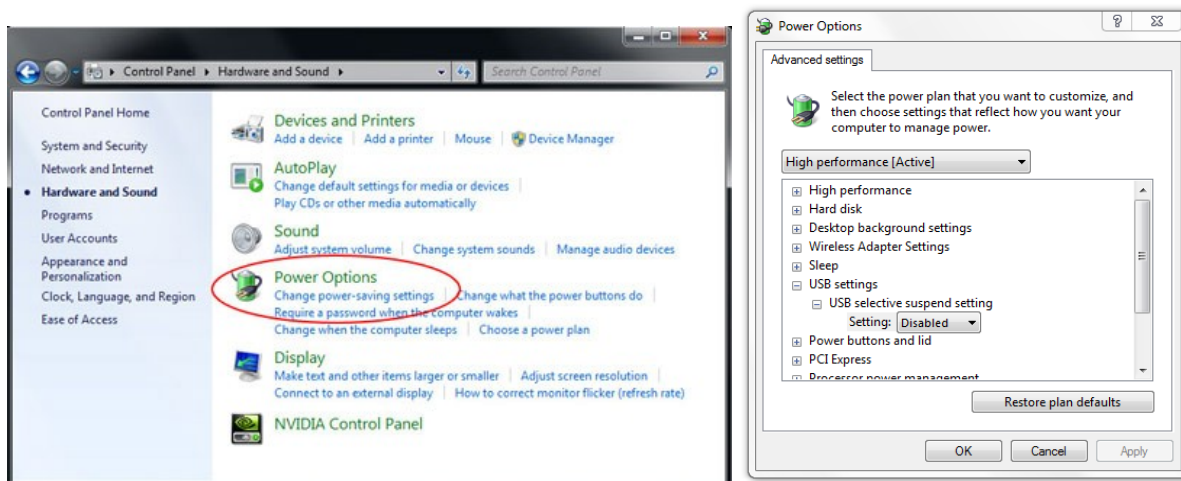 Control Panel ▸ Hardware and Sound ▸
Search Control Panel
Control Panel Home
System and Security
Network and Internet
Hardware and Sound
Programs
User Accounts
Appearance and
Personalization
Clock, Language, and Region
Ease of Access
Devices and Printers
Add a device | Add a printer | Mouse | Device Manager
AutoPlay
Change default settings for media or devices |
Play CDs or other media automatically
Sound
Adjust system volume | Change system sounds | Manage audio devices
Power Options
Change power-saving settings | Change what the power buttons do |
Require a password when the computer wakes |
Change when the computer sleeps | Choose a power plan
Display
Make text and other items larger or smaller | Adjust screen resolution |
Connect to an external display | How to correct monitor flicker (refresh rate)
NVIDIA Control Panel
Power Options
Advanced settings
Select the power plan that you want to customize, and
then choose settings that reflect how you want your
computer to manage power.
High performance [Active]
High performance
Hard disk
Desktop background settings
Wireless Adapter Settings
Sleep
USB settings
USB selective suspend setting
Setting: Disabled
Power buttons and lid
PCI Express
Processor power management
Restore plan defaults
OK Cancel Apply